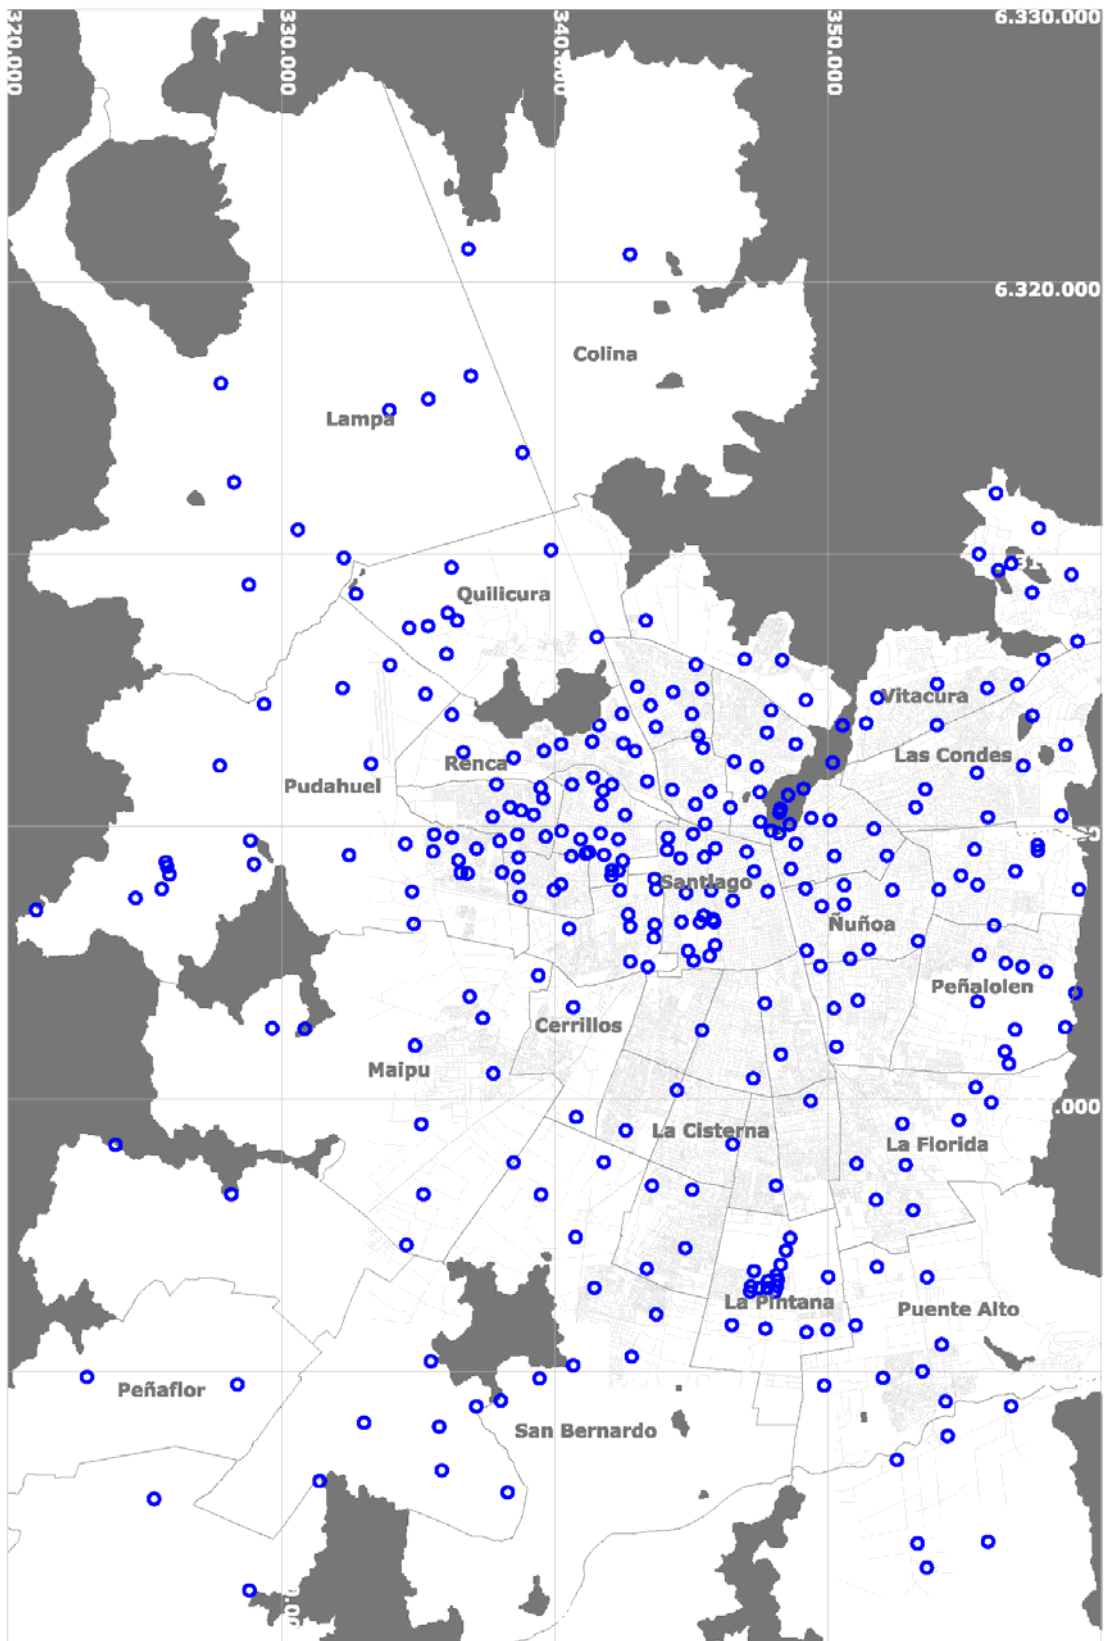 320.000
330.000
340.000
350.000
6.330.000
6.320.000
Colina
Lampa
Quilicura
Vitacura
Las Condes
Renca
Pudahuel
Santiago
Ñuñoa
Peñalolen
Cerrillos
Maipu
.000
La Cisterna
La Florida
La Pintana
Puente Alto
Peñaflor
San Bernardo